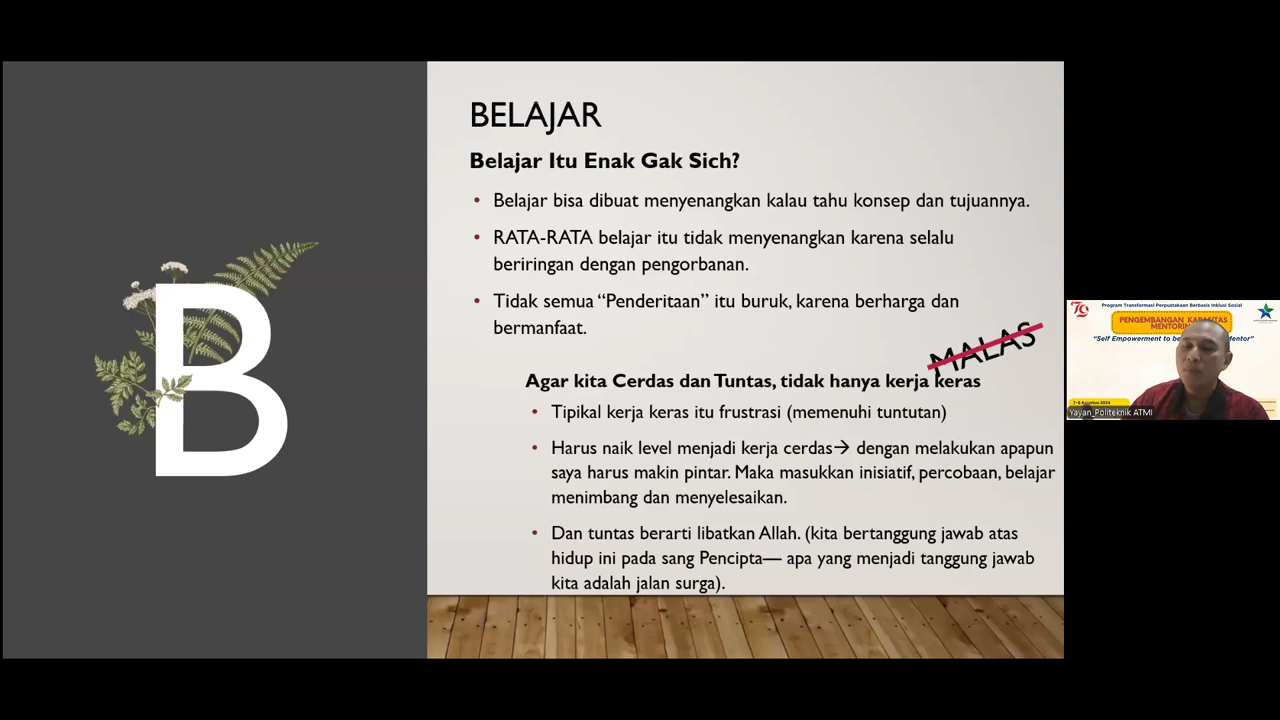 B
BELAJAR
Belajar Itu Enak Gak Sich?
• Belajar bisa dibuat menyenangkan kalau tahu konsep dan tujuannya.
• RATA-RATA belajar itu tidak menyenangkan karena selalu
beriringan dengan pengorbanan.
• Tidak semua “Penderitaan” itu buruk, karena berharga dan
bermanfaat.
MALAS
Agar kita Cerdas dan Tuntas, tidak hanya kerja keras
• Tipikal kerja keras itu frustrasi (memenuhi tuntutan)
• Harus naik level menjadi kerja cerdas→ dengan melakukan apapun
saya harus makin pintar. Maka masukkan inisiatif, percobaan, belajar
menimbang dan menyelesaikan.
• Dan tuntas berarti libatkan Allah. (kita bertanggung jawab atas
hidup ini pada sang Pencipta— apa yang menjadi tanggung jawab
kita adalah jalan surga).
Program Transformasi Perpustakaan Berbasis Inklusi Sosial
PENGEMBANGAN KAPASITAS
“Self Empowerment to be
7-8 Agustus 2024
Yayan_Politeknik ATMI